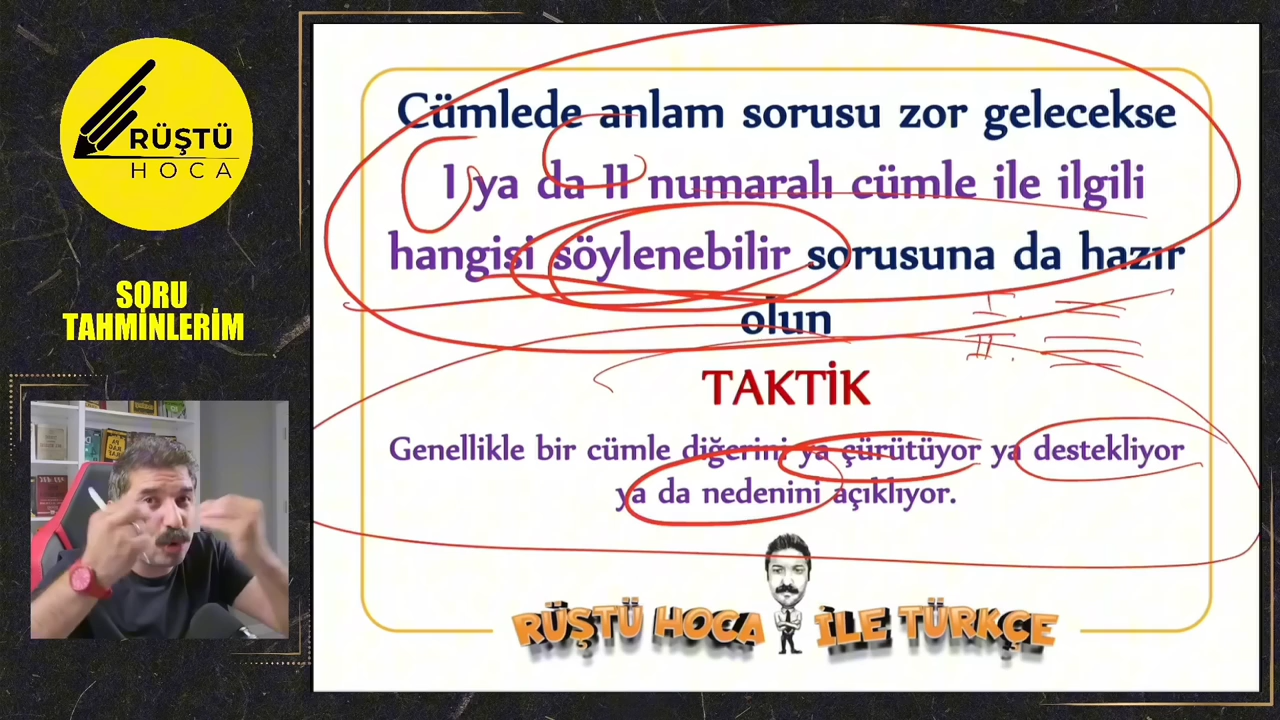 RÜŞTÜ
HOCA
SORU
TAHMİNLERİM
Cümlede anlam sorusu zor gelecekse
I ya da II numaralı cümle ile ilgili
hangisi söylenebilir sorusuna da hazır
olun
I.
II.
TAKTİK
Genellikle bir cümle diğerini ya çürütüyor ya destekliyor
ya da nedenini açıklıyor.
RÜŞTÜ HOCA İLE TÜRKÇE